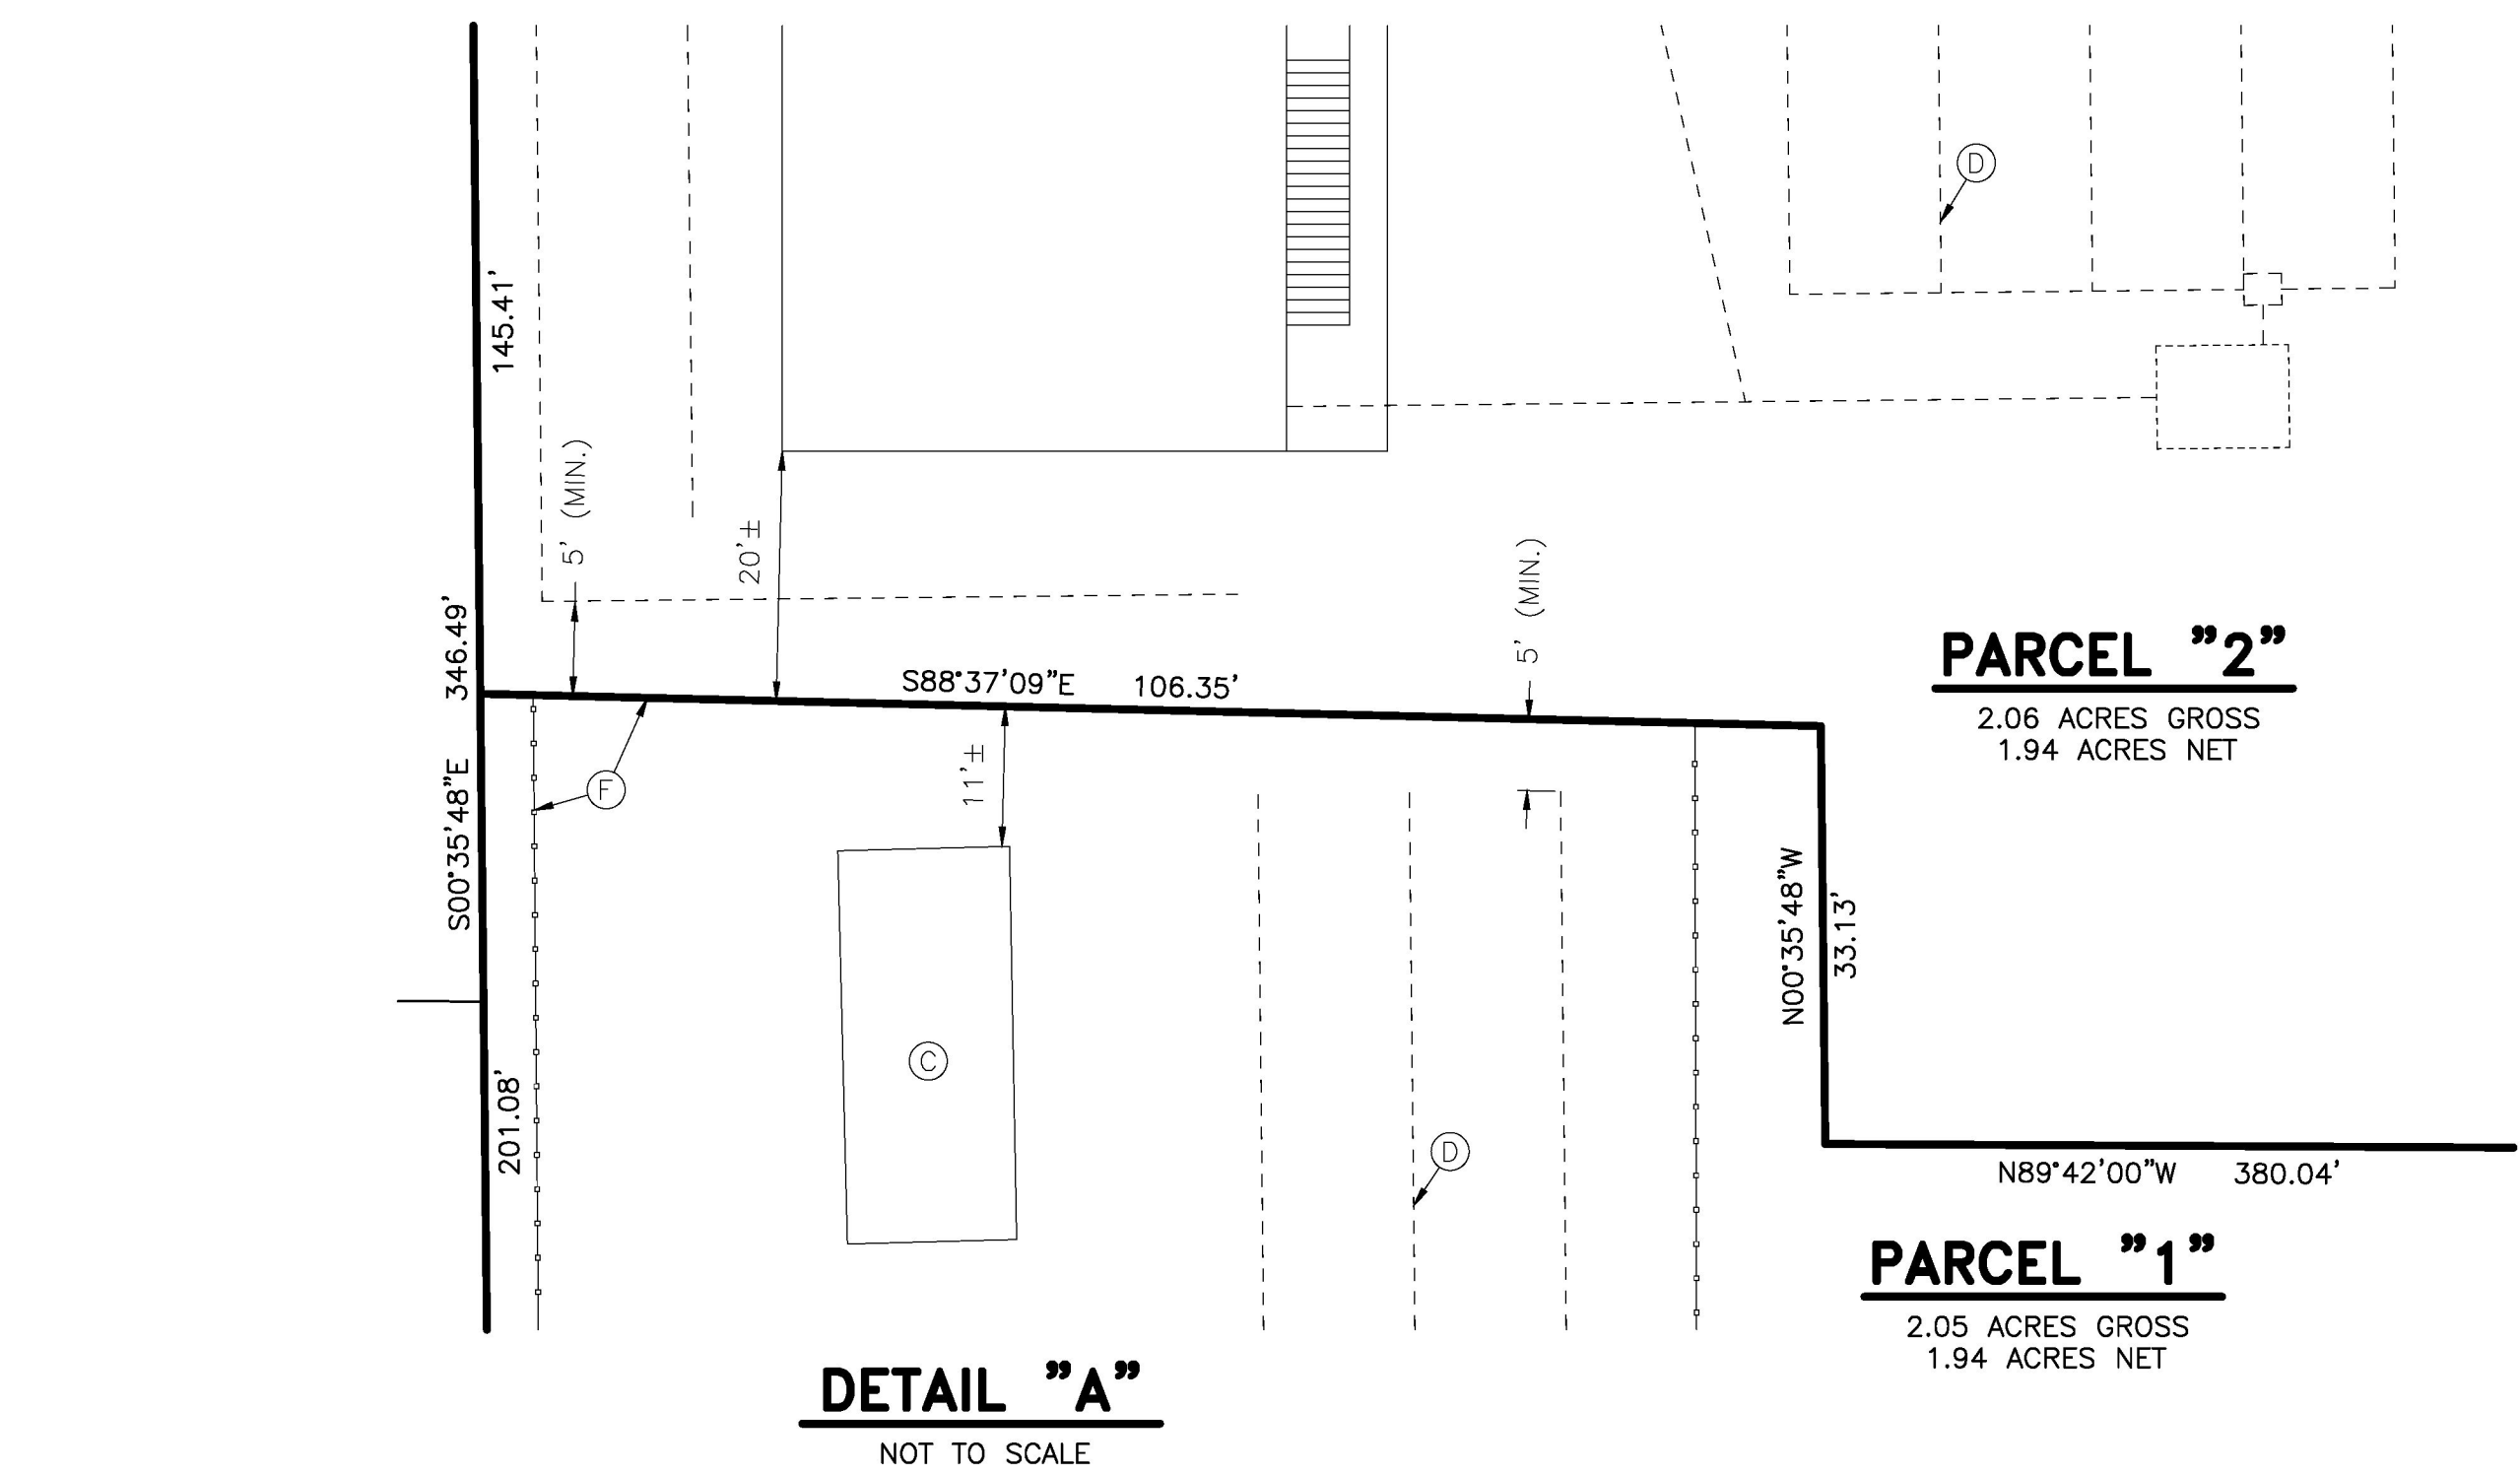 D
145.41'
5' (MIN.)
20'±
5' (MIN.)
346.49'
S88°37'09"E 106.35'
PARCEL "2"
2.06 ACRES GROSS
1.94 ACRES NET
S00°35'48"E
F
11'±
N00°35'48"W
33.13'
C
201.08'
D
N89°42'00"W 380.04'
PARCEL "1"
2.05 ACRES GROSS
1.94 ACRES NET
DETAIL "A"
NOT TO SCALE